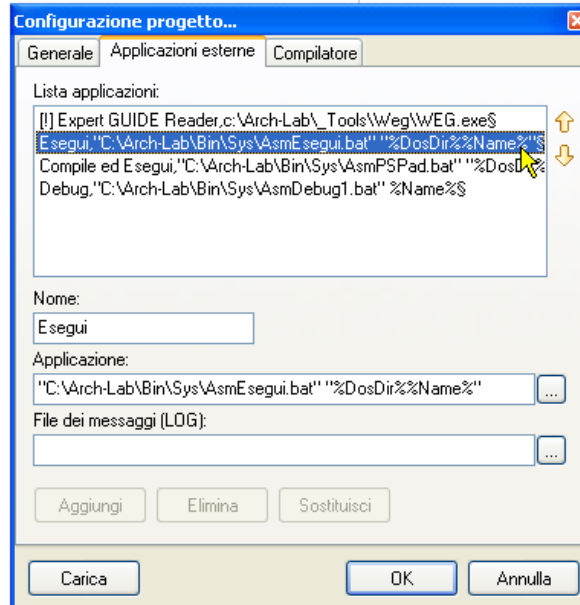 Configurazione progetto...
Generale Applicazioni esterne Compilatore
Lista applicazioni:
[!] Expert GUIDE Reader,c:\Arch-Lab\_Tools\Weg\WEG.exe§
Esegui,"C:\Arch-Lab\Bin\Sys\AsmEsegui.bat" "%DosDir%%Name%"§
Compile ed Esegui,"C:\Arch-Lab\Bin\Sys\AsmPSPad.bat" "%DosD
Debug,"C:\Arch-Lab\Bin\Sys\AsmDebug1.bat" %Name%§
Nome:
Esegui
Applicazione:
"C:\Arch-Lab\Bin\Sys\AsmEsegui.bat" "%DosDir%%Name%"
...
File dei messaggi (LOG):
...
Aggiungi Elimina Sostituisci
Carica OK Annulla